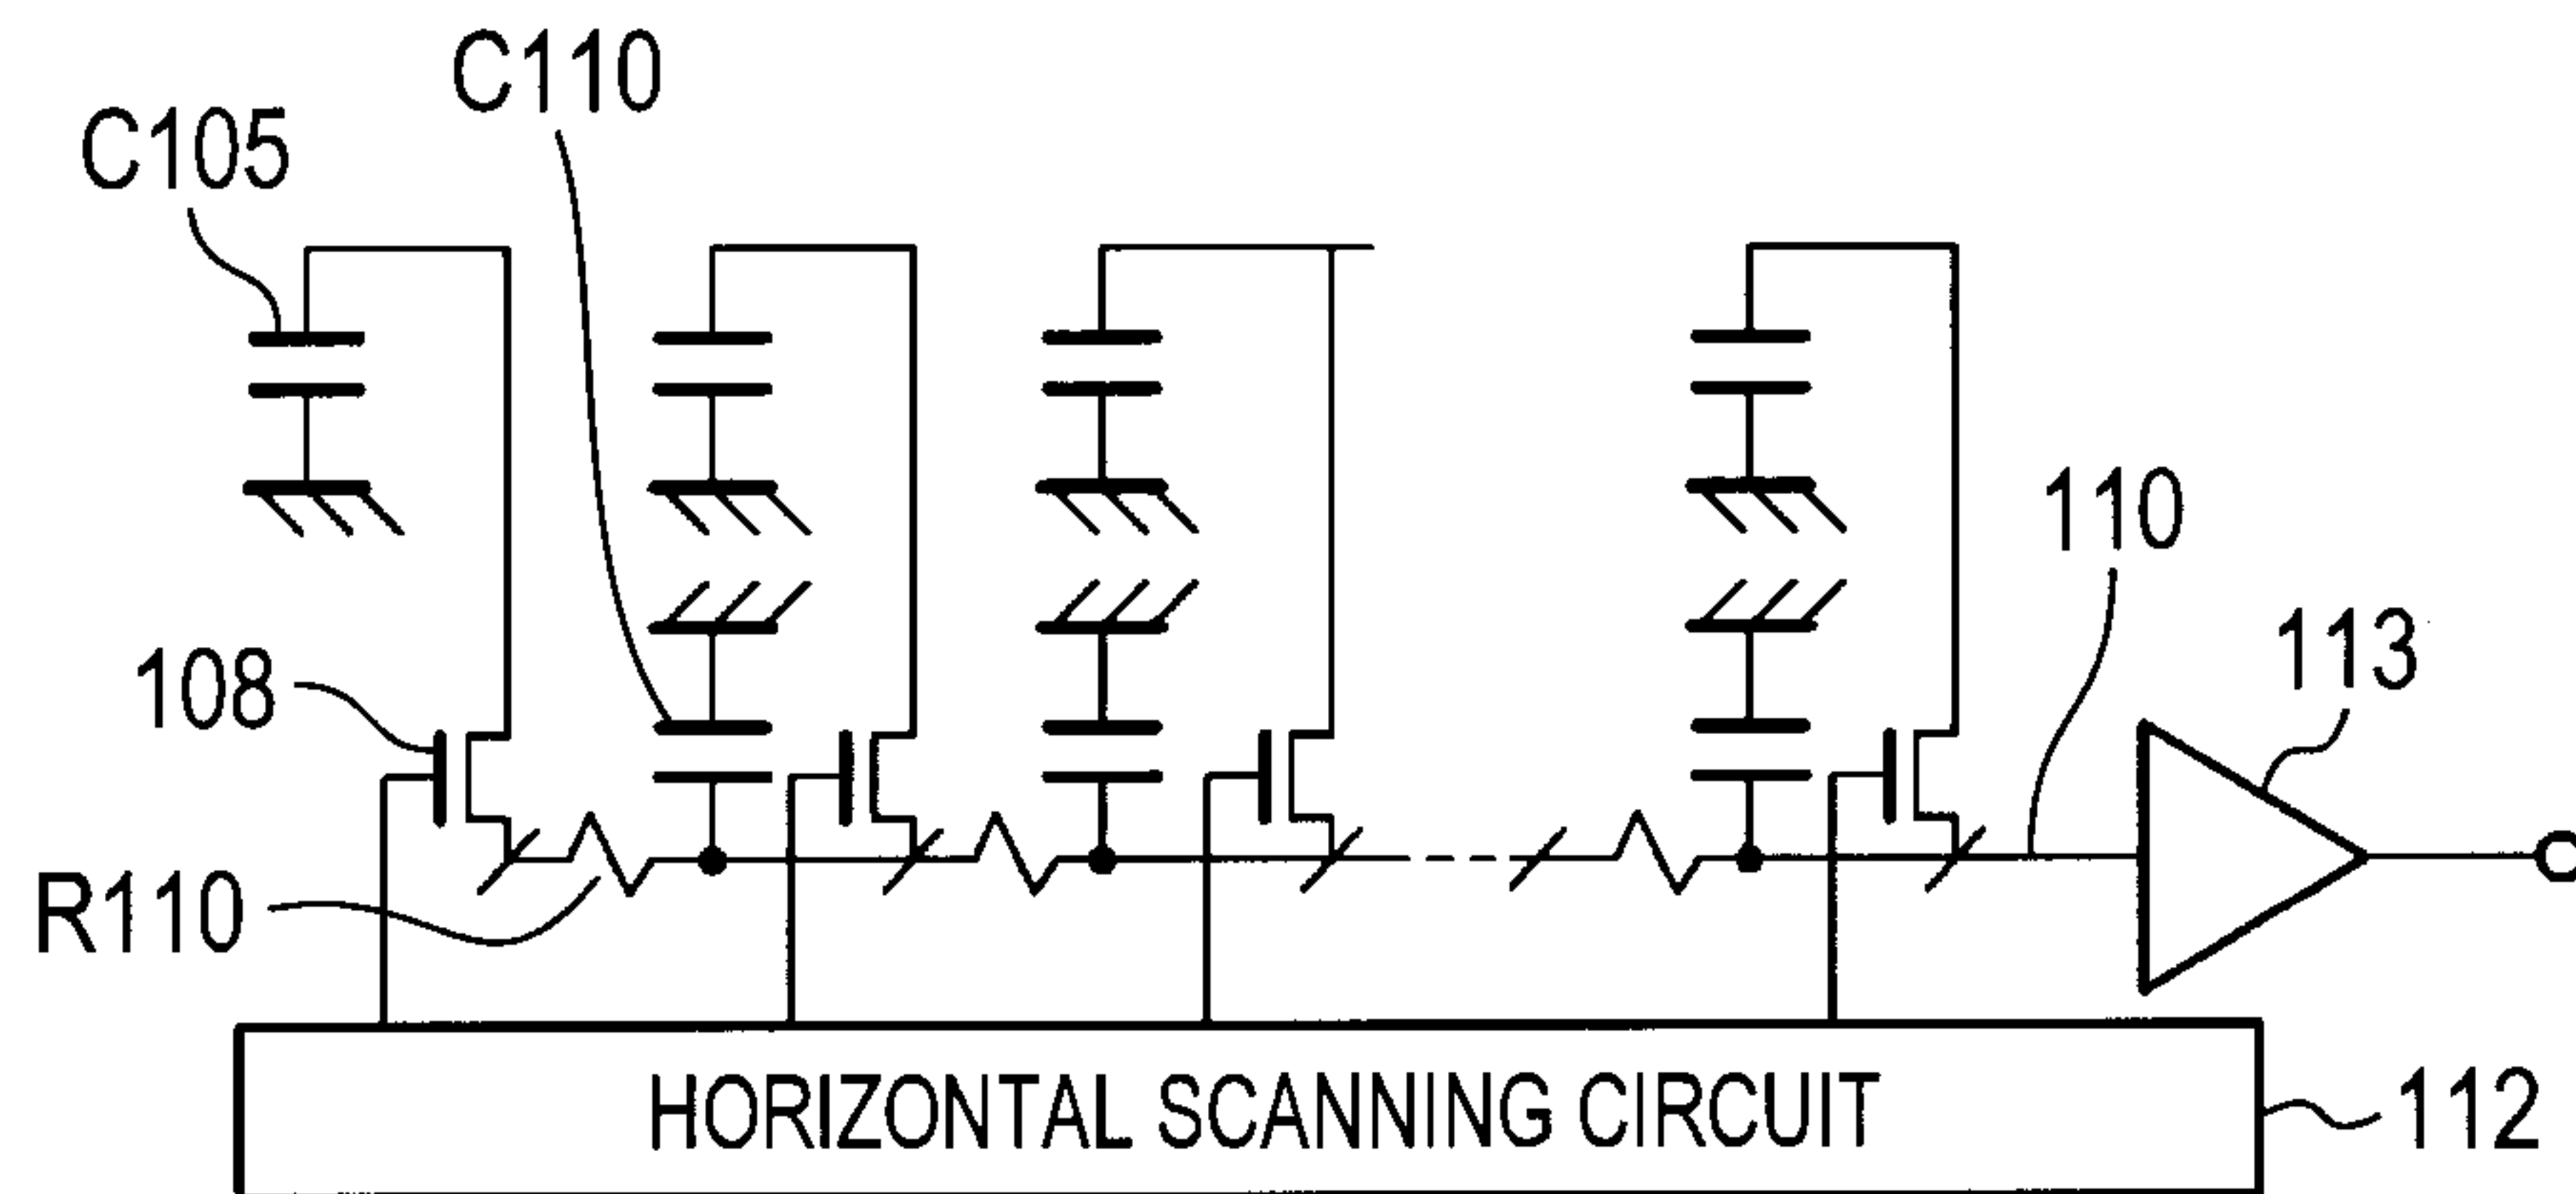 C110
C105
110
113
108
R110
HORIZONTAL SCANNING CIRCUIT
112